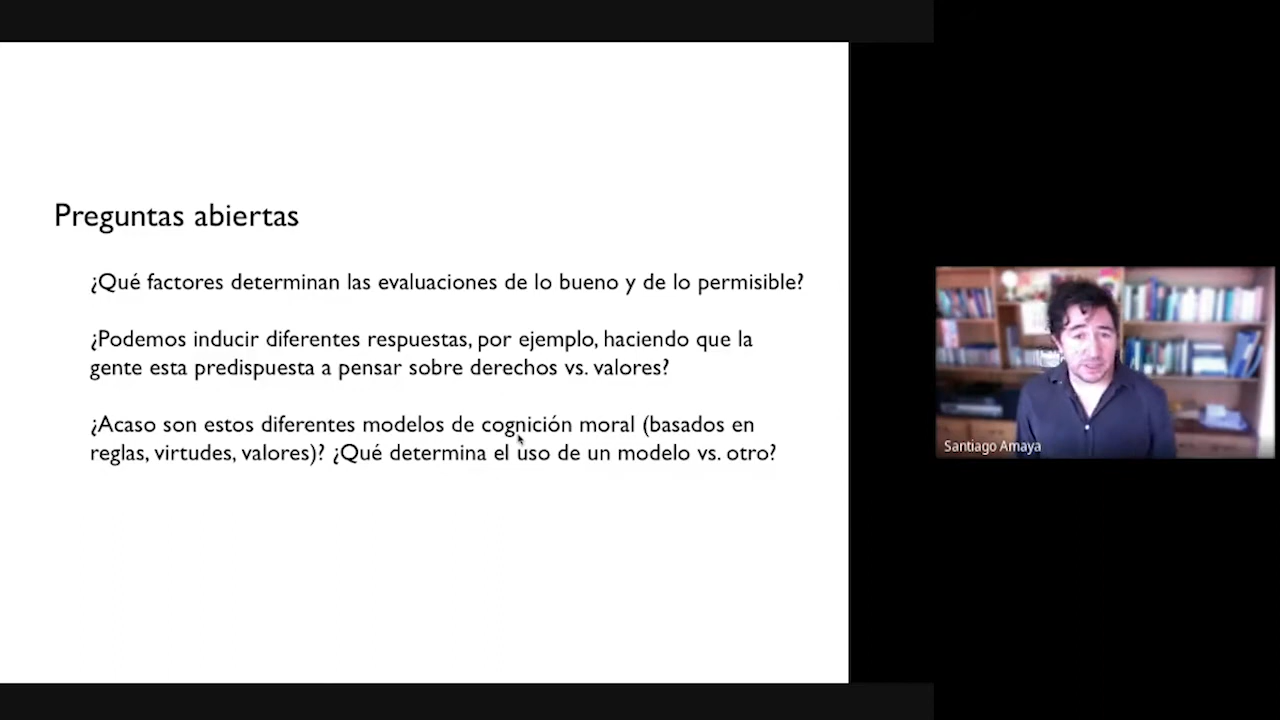 Preguntas abiertas
¿Qué factores determinan las evaluaciones de lo bueno y de lo permisible?
¿Podemos inducir diferentes respuestas, por ejemplo, haciendo que la
gente esta predispuesta a pensar sobre derechos vs. valores?
¿Acaso son estos diferentes modelos de cognición moral (basados en
reglas, virtudes, valores)? ¿Qué determina el uso de un modelo vs. otro?
Santiago Amaya